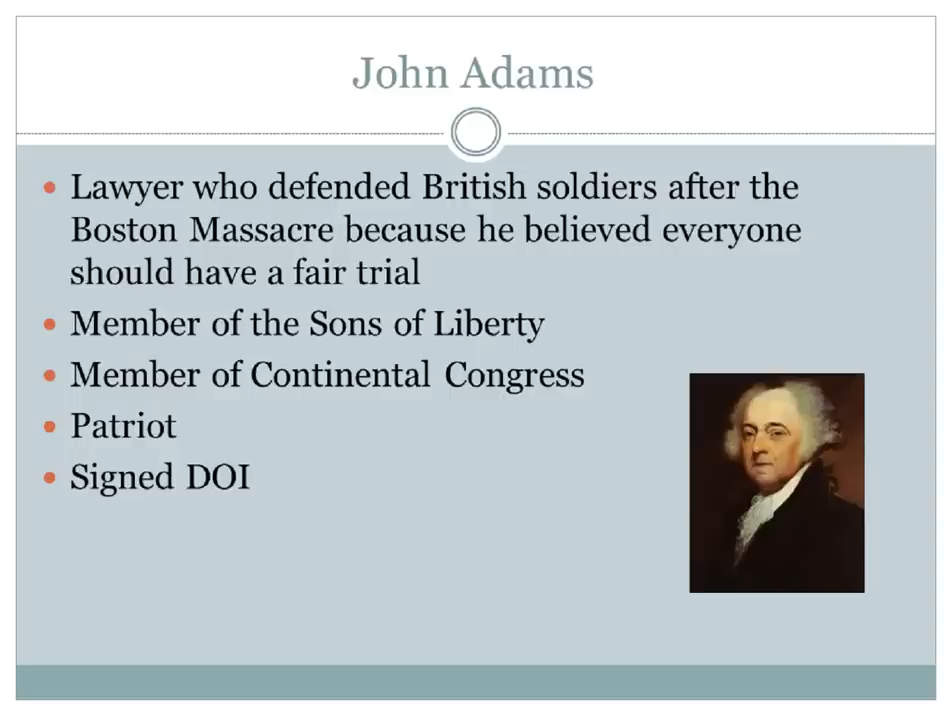 John Adams
Lawyer who defended British soldiers after the
Boston Massacre because he believed everyone
should have a fair trial
Member of the Sons of Liberty
Member of Continental Congress
Patriot
Signed DOI